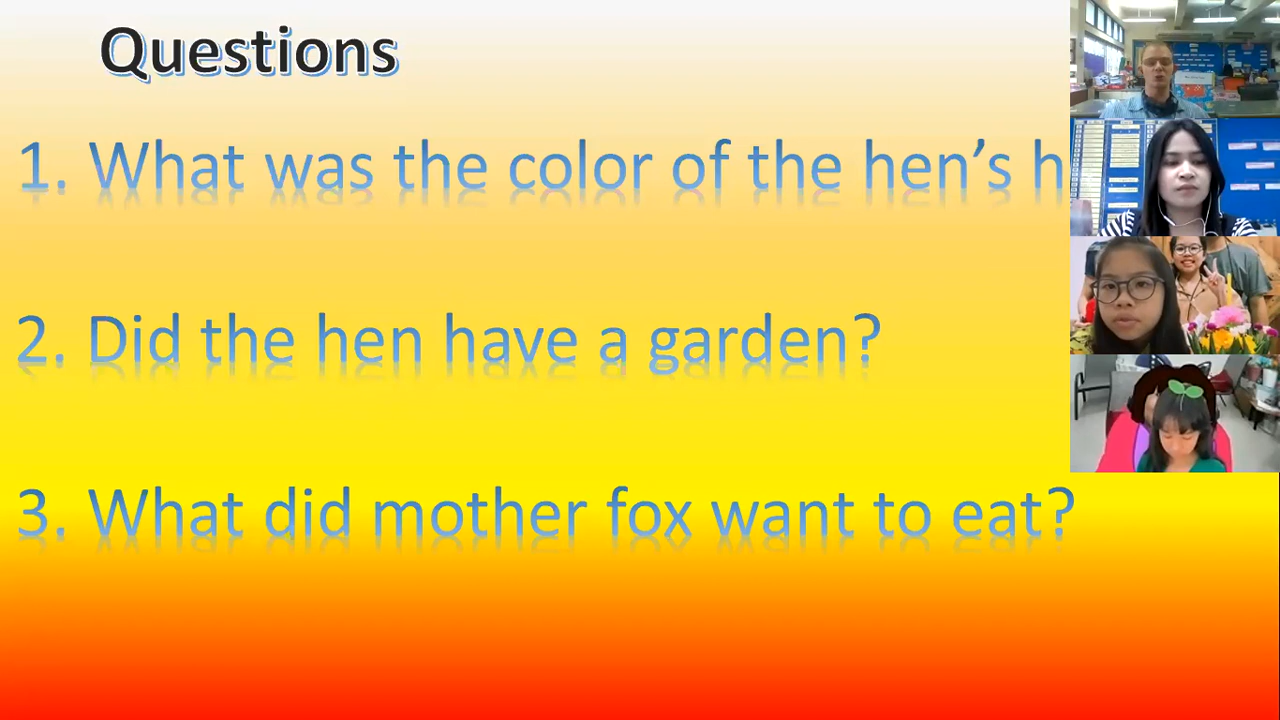 Questions
1. What was the color of the hen's h
2. Did the hen have a garden?
3. What did mother fox want to eat?